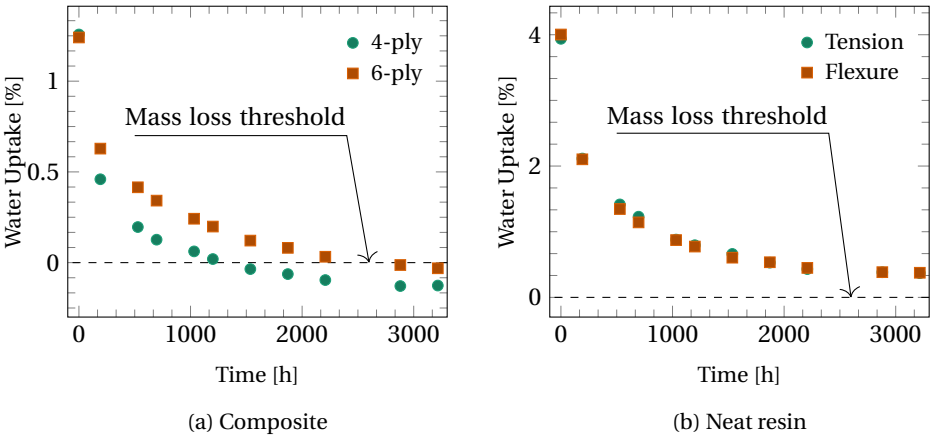 Water Uptake [%]
1
0.5
0
4-ply
6-ply
Mass loss threshold
0 1000 2000 3000
Time [h]
(a) Composite
Water Uptake [%]
4
2
0
Tension
Flexure
Mass loss threshold
0 1000 2000 3000
Time [h]
(b) Neat resin